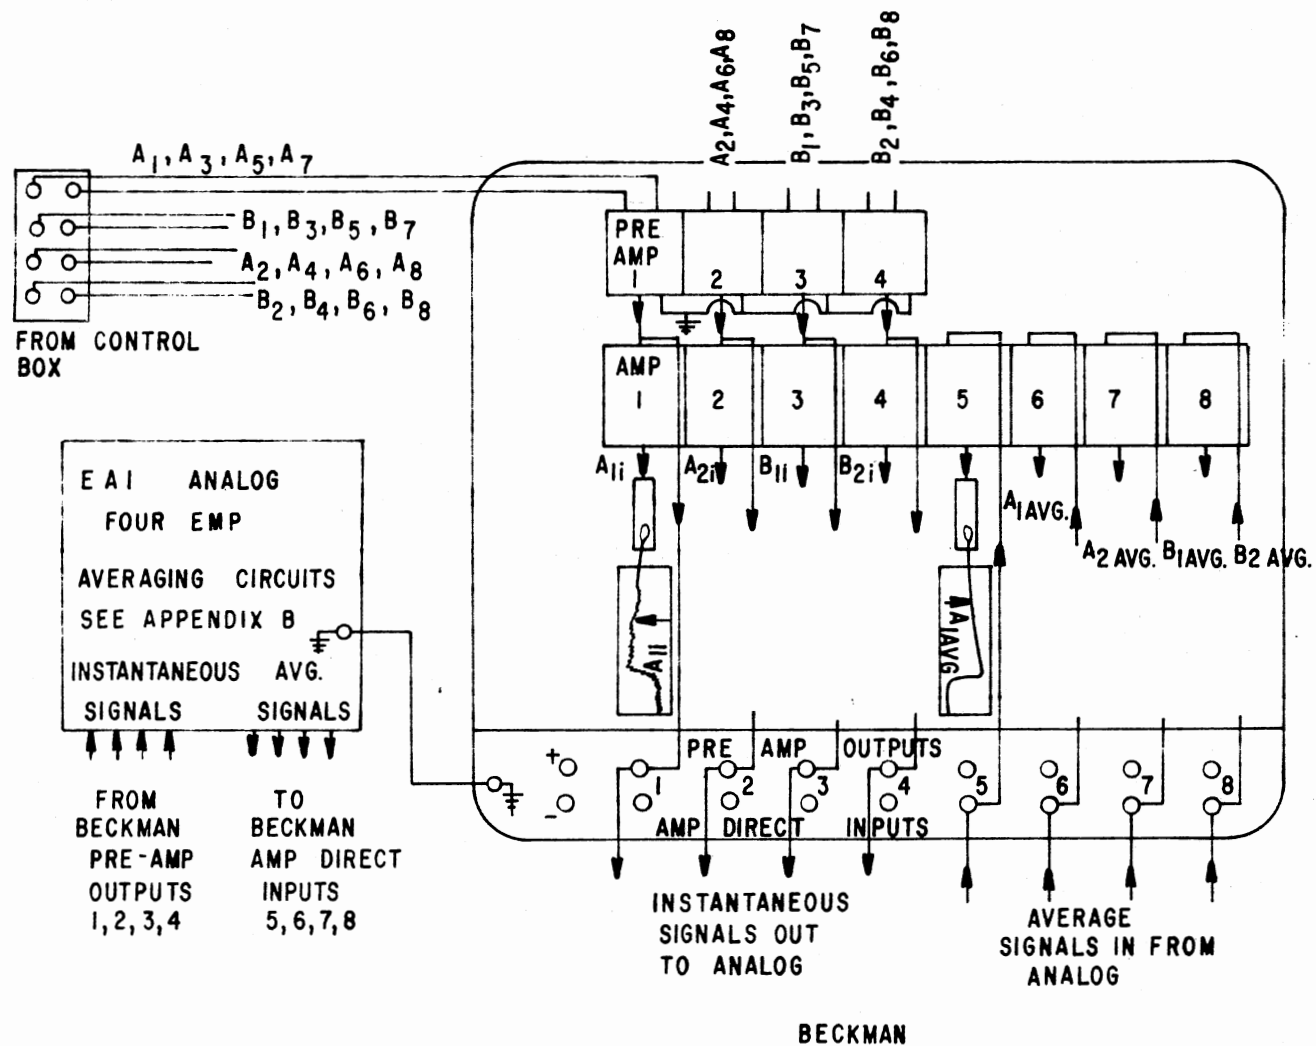 A2, A4, A6, A8
B1, B3, B5, B7
B2, B4, B6, B8
A1, A3, A5, A7
B1, B3, B5, B7
A2, A4, A6, A8
B2, B4, B6, B8
FROM CONTROL
BOX
PRE
AMP
1
2
3
4
AMP
1
2
3
4
5
6
7
8
A1i
A2i
B1i
B2i
A1AVG.
A2 AVG.
B1AVG.
B2 AVG.
A1i
A1AVG
EAI ANALOG
FOUR EMP
AVERAGING CIRCUITS
SEE APPENDIX B
INSTANTANEOUS AVG.
SIGNALS SIGNALS
FROM
BECKMAN
PRE-AMP
OUTPUTS
1,2,3,4
TO
BECKMAN
AMP DIRECT
INPUTS
5,6,7,8
PRE AMP OUTPUTS
+
1 2 3 4 5 6 7 8
-
AMP DIRECT INPUTS
INSTANTANEOUS
SIGNALS OUT
TO ANALOG
AVERAGE
SIGNALS IN FROM
ANALOG
BECKMAN